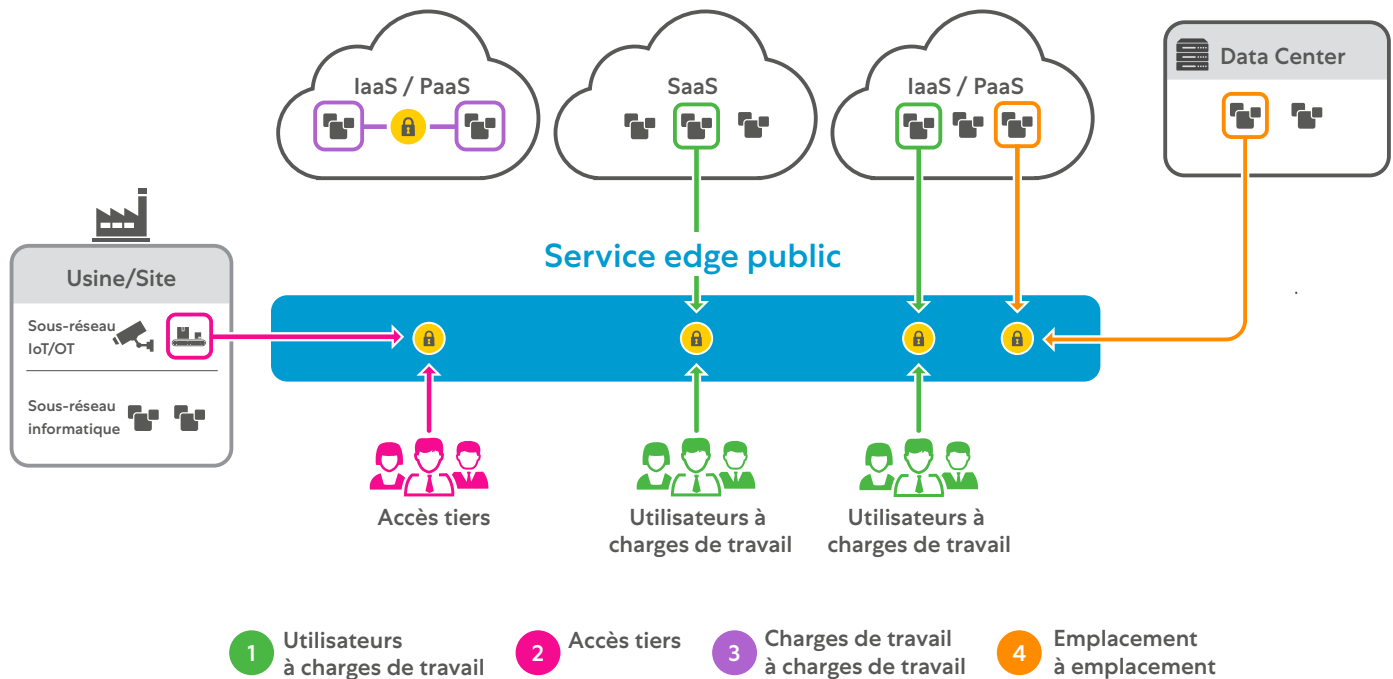 IaaS / PaaS
SaaS
IaaS / PaaS
Data Center
Service edge public
Usine/Site
Sous-réseau
IoT/OT
Sous-réseau
informatique
Accès tiers
Utilisateurs à
charges de travail
Utilisateurs à
charges de travail
1
Utilisateurs
à charges de travail
2
Accès tiers
3
Charges de travail
à charges de travail
4
Emplacement
à emplacement